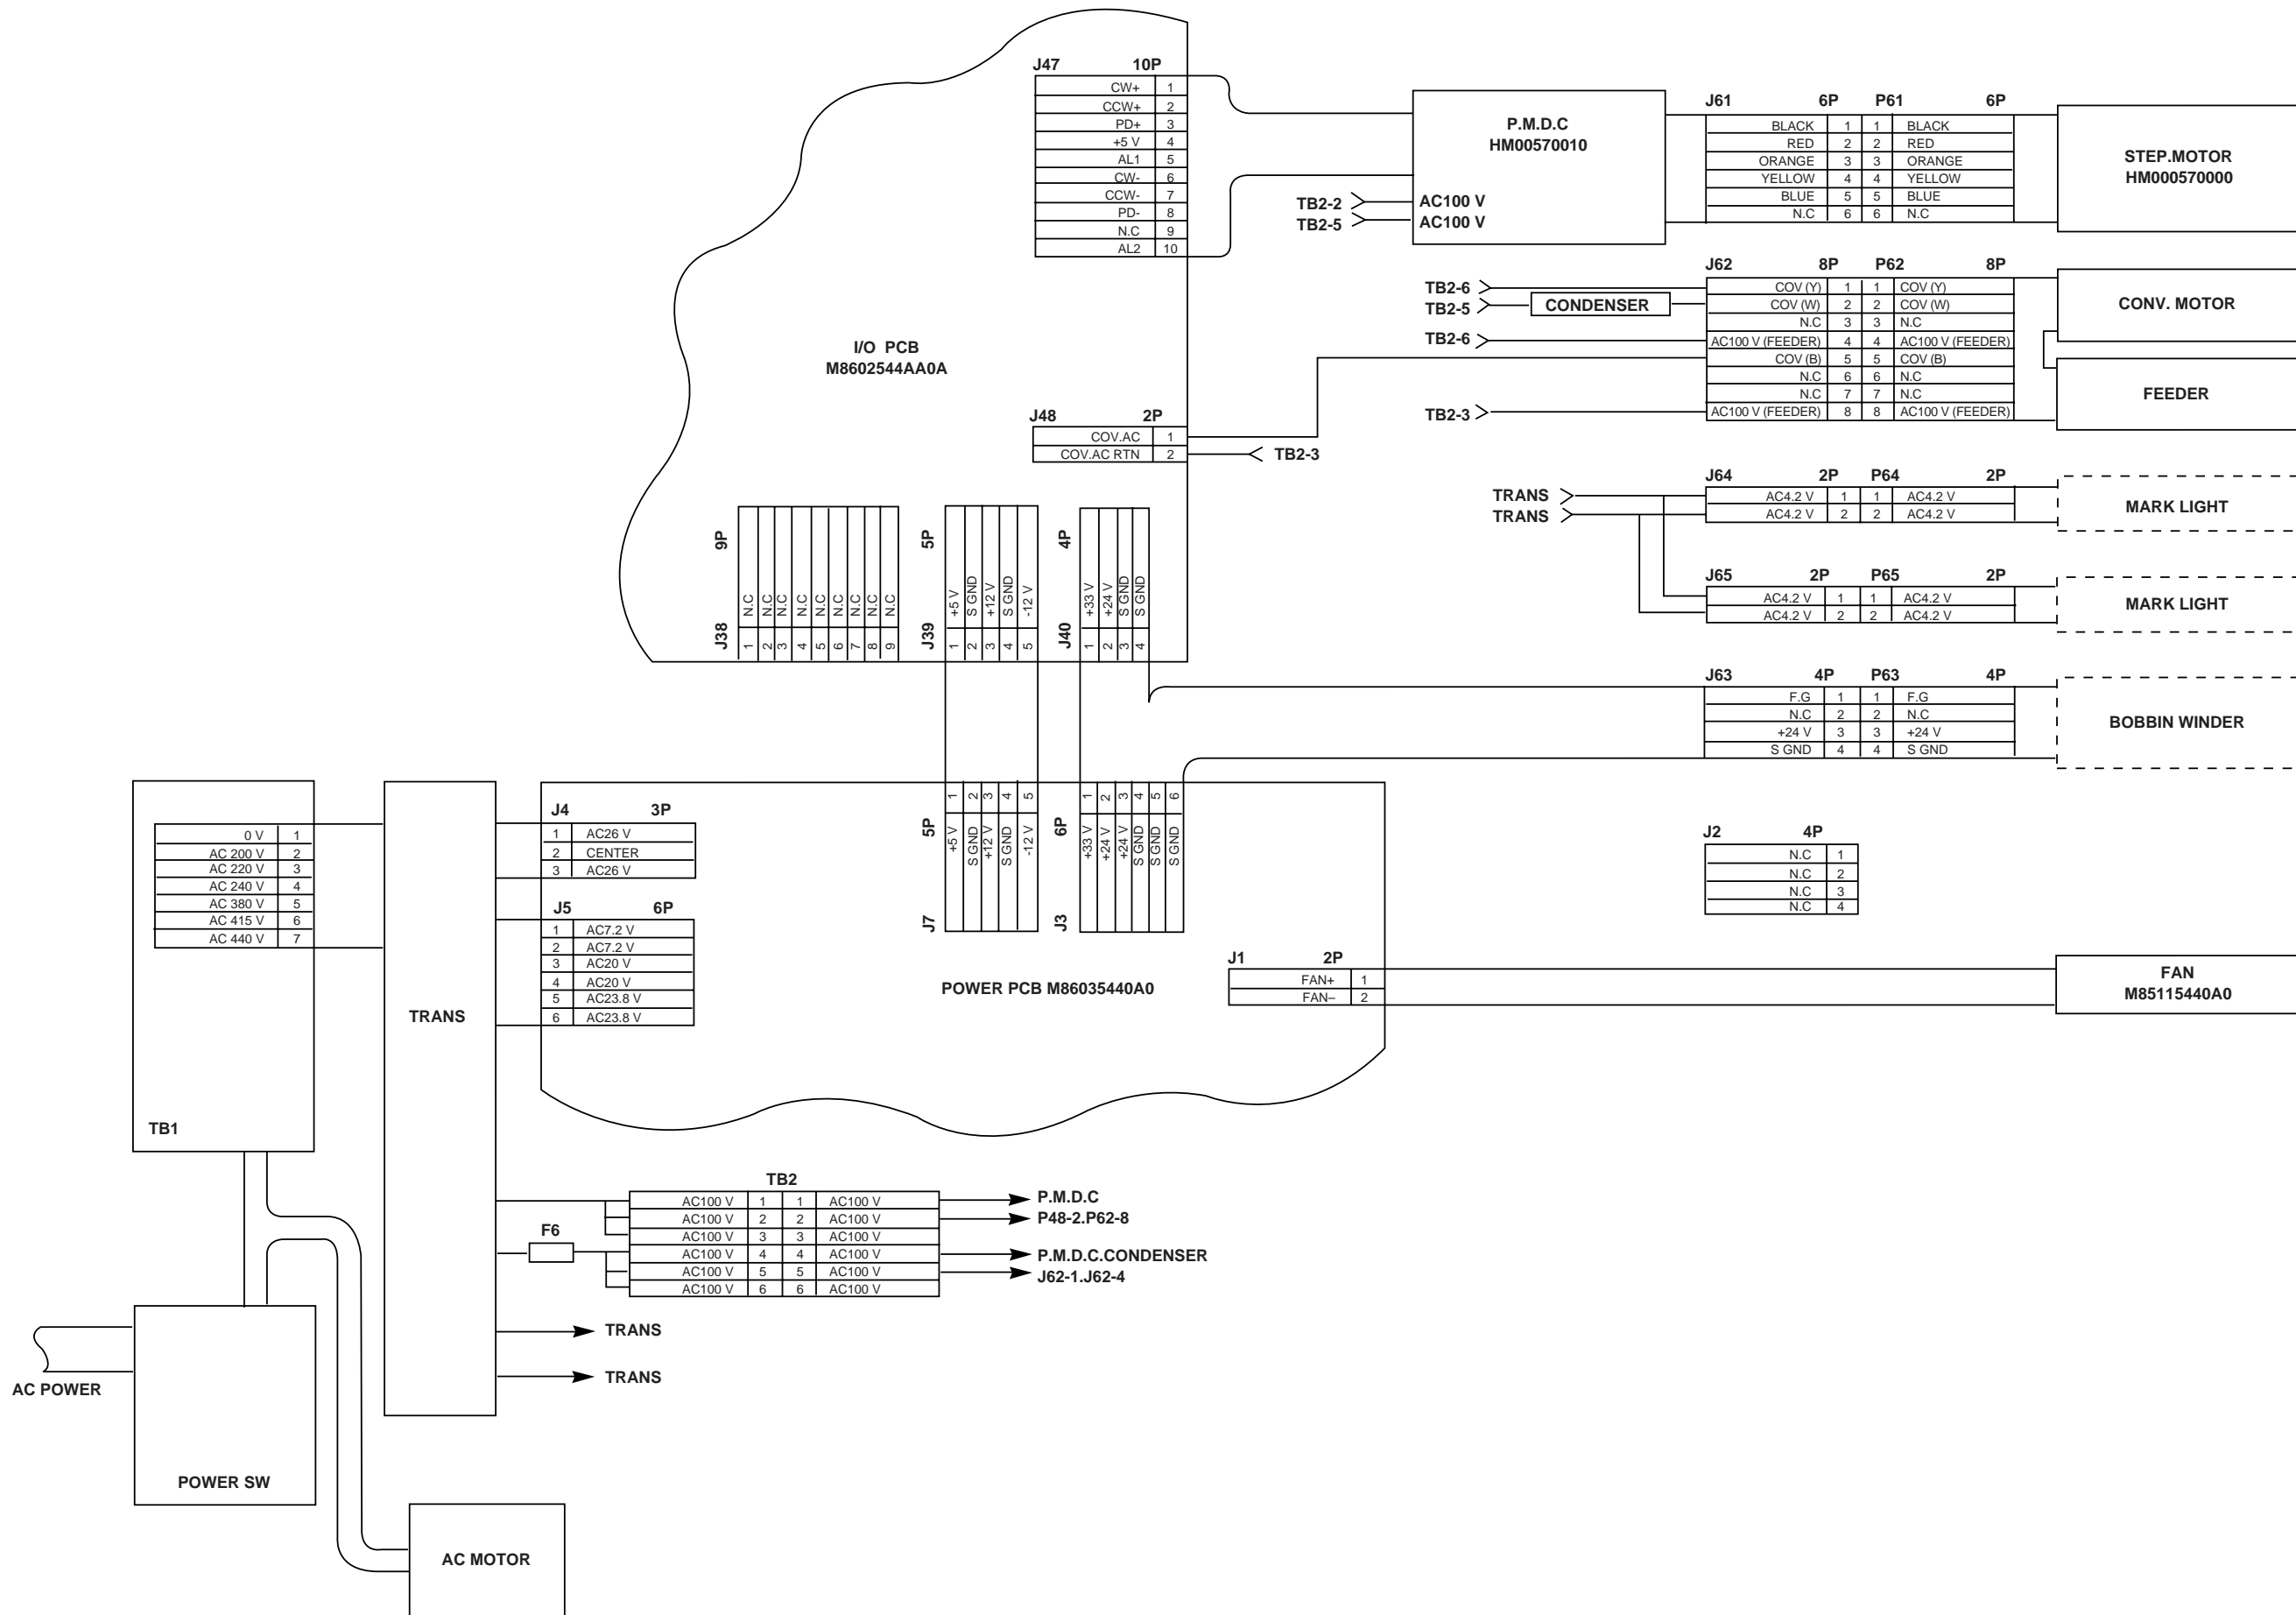 J47 10P
CW+ 1
CCW+ 2
PD+ 3
+5 V 4
AL1 5
CW- 6
CCW- 7
PD- 8
N.C 9
AL2 10
I/O PCB
M8602544AA0A
J48 2P
COV.AC 1
COV.AC RTN 2
TB2-3
P.M.D.C
HM00570010
TB2-2 AC100 V
TB2-5 AC100 V
J61 6P P61 6P
BLACK 1 1 BLACK
RED 2 2 RED
ORANGE 3 3 ORANGE
YELLOW 4 4 YELLOW
BLUE 5 5 BLUE
N.C 6 6 N.C
STEP.MOTOR
HM000570000
J62 8P P62 8P
TB2-6
TB2-5 CONDENSER
TB2-6
TB2-3
COV (Y) 1 1 COV (Y)
COV (W) 2 2 COV (W)
N.C 3 3 N.C
AC100 V (FEEDER) 4 4 AC100 V (FEEDER)
COV (B) 5 5 COV (B)
N.C 6 6 N.C
N.C 7 7 N.C
AC100 V (FEEDER) 8 8 AC100 V (FEEDER)
CONV. MOTOR
FEEDER
TRANS
TRANS
J64 2P P64 2P
AC4.2 V 1 1 AC4.2 V
AC4.2 V 2 2 AC4.2 V
MARK LIGHT
J65 2P P65 2P
AC4.2 V 1 1 AC4.2 V
AC4.2 V 2 2 AC4.2 V
MARK LIGHT
J38 9P
1 N.C
2 N.C
3 N.C
4 N.C
5 N.C
6 N.C
7 N.C
8 N.C
9 N.C
J39 5P
1 +5 V
2 S GND
3 +12 V
4 S GND
5 -12 V
J40 4P
1 +33 V
2 +24 V
3 S GND
4 S GND
J63 4P P63 4P
F.G 1 1 F.G
N.C 2 2 N.C
+24 V 3 3 +24 V
S GND 4 4 S GND
BOBBIN WINDER
0 V 1
AC 200 V 2
AC 220 V 3
AC 240 V 4
AC 380 V 5
AC 415 V 6
AC 440 V 7
TB1
TRANS
J4 3P
1 AC26 V
2 CENTER
3 AC26 V
J5 6P
1 AC7.2 V
2 AC7.2 V
3 AC20 V
4 AC20 V
5 AC23.8 V
6 AC23.8 V
J7 5P
+5 V 1
S GND 2
+12 V 3
S GND 4
-12 V 5
J3 6P
+33 V 1
+24 V 2
+24 V 3
S GND 4
S GND 5
S GND 6
POWER PCB M86035440A0
J1 2P
FAN+ 1
FAN– 2
J2 4P
N.C 1
N.C 2
N.C 3
N.C 4
FAN
M85115440A0
TB2
AC100 V 1 1 AC100 V
AC100 V 2 2 AC100 V
AC100 V 3 3 AC100 V
AC100 V 4 4 AC100 V
AC100 V 5 5 AC100 V
AC100 V 6 6 AC100 V
P.M.D.C
P48-2.P62-8
P.M.D.C.CONDENSER
J62-1.J62-4
F6
TRANS
TRANS
AC POWER
POWER SW
AC MOTOR